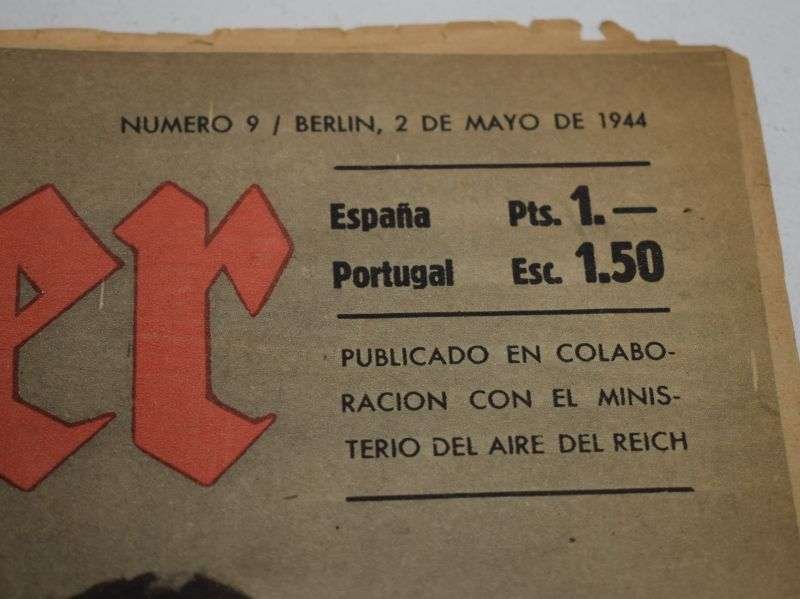 NUMERO 9 / BERLIN, 2 DE MAYO DE 1944
er
España Pts. 1.—
Portugal Esc. 1.50
PUBLICADO EN COLABO-
RACION CON EL MINIS-
TERIO DEL AIRE DEL REICH